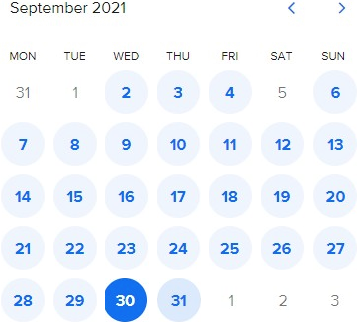 September 2021
MON TUE WED THU FRI SAT SUN
31 1 2 3 4 5 6
7 8 9 10 11 12 13
14 15 16 17 18 19 20
21 22 23 24 25 26 27
28 29 30 31 1 2 3